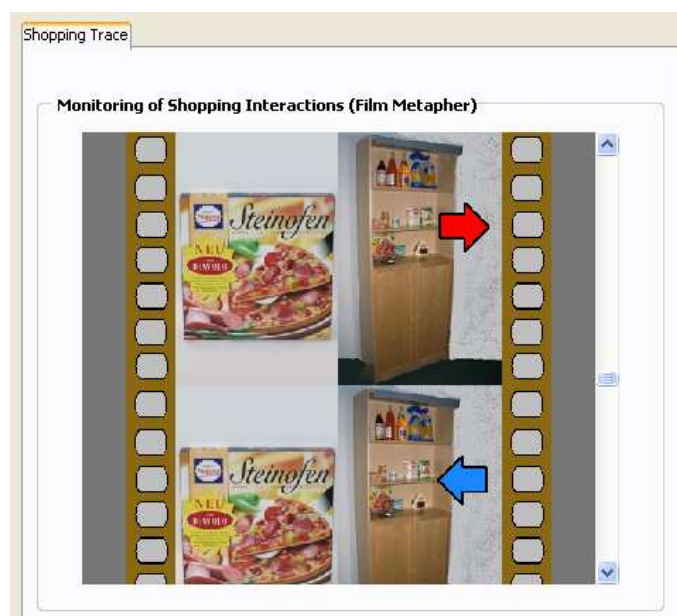 Shopping Trace
Monitoring of Shopping Interactions (Film Metapher)
Steinofen
NEU
Steinofen
NEU